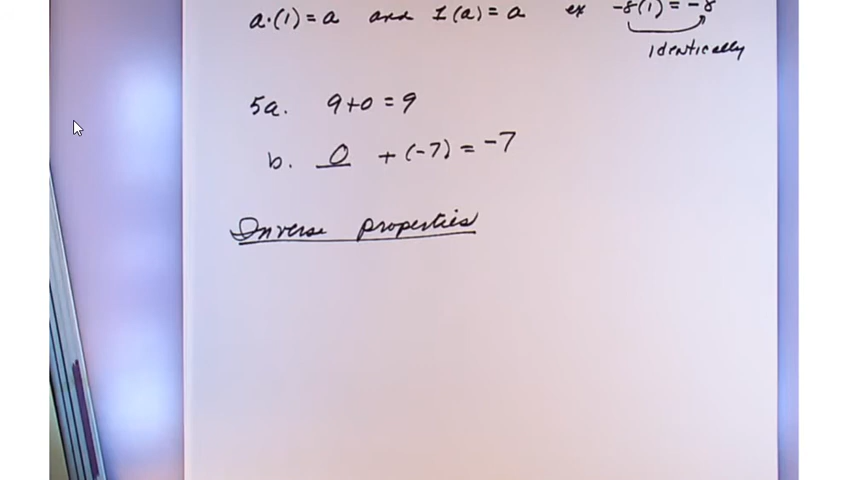 a·(1) = a and 1(a) = a ex -8(1) = -8
identically
5a. 9+0 = 9
b. 0 + (-7) = -7
Inverse properties